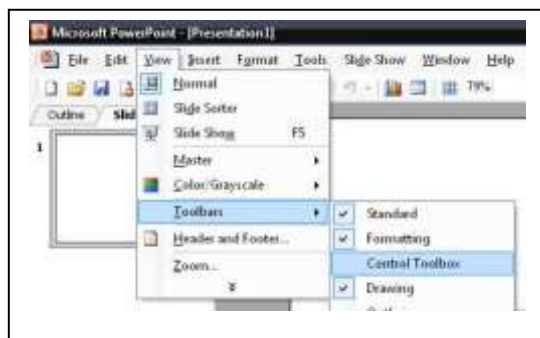 Microsoft PowerPoint - [Presentation1]
File Edit View Insert Format Tools Slide Show Window Help
Normal
79%
Slide Sorter
Outline
Slide Show F5
1
Master
Color/Grayscale
Toolbars
Standard
Header and Footer...
Formatting
Zoom...
Control Toolbox
Drawing